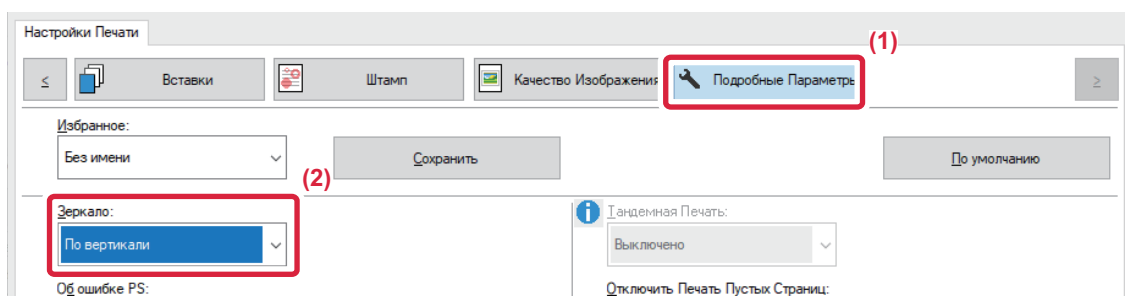 Настройки Печати
(1)
< Вставки Штамп Качество Изображения Подробные Параметры >
Избранное:
Без имени Сохранить По умолчанию
(2)
Зеркало: Тандемная Печать:
По вертикали Выключено
Об ошибке PS: Отключить Печать Пустых Страниц: